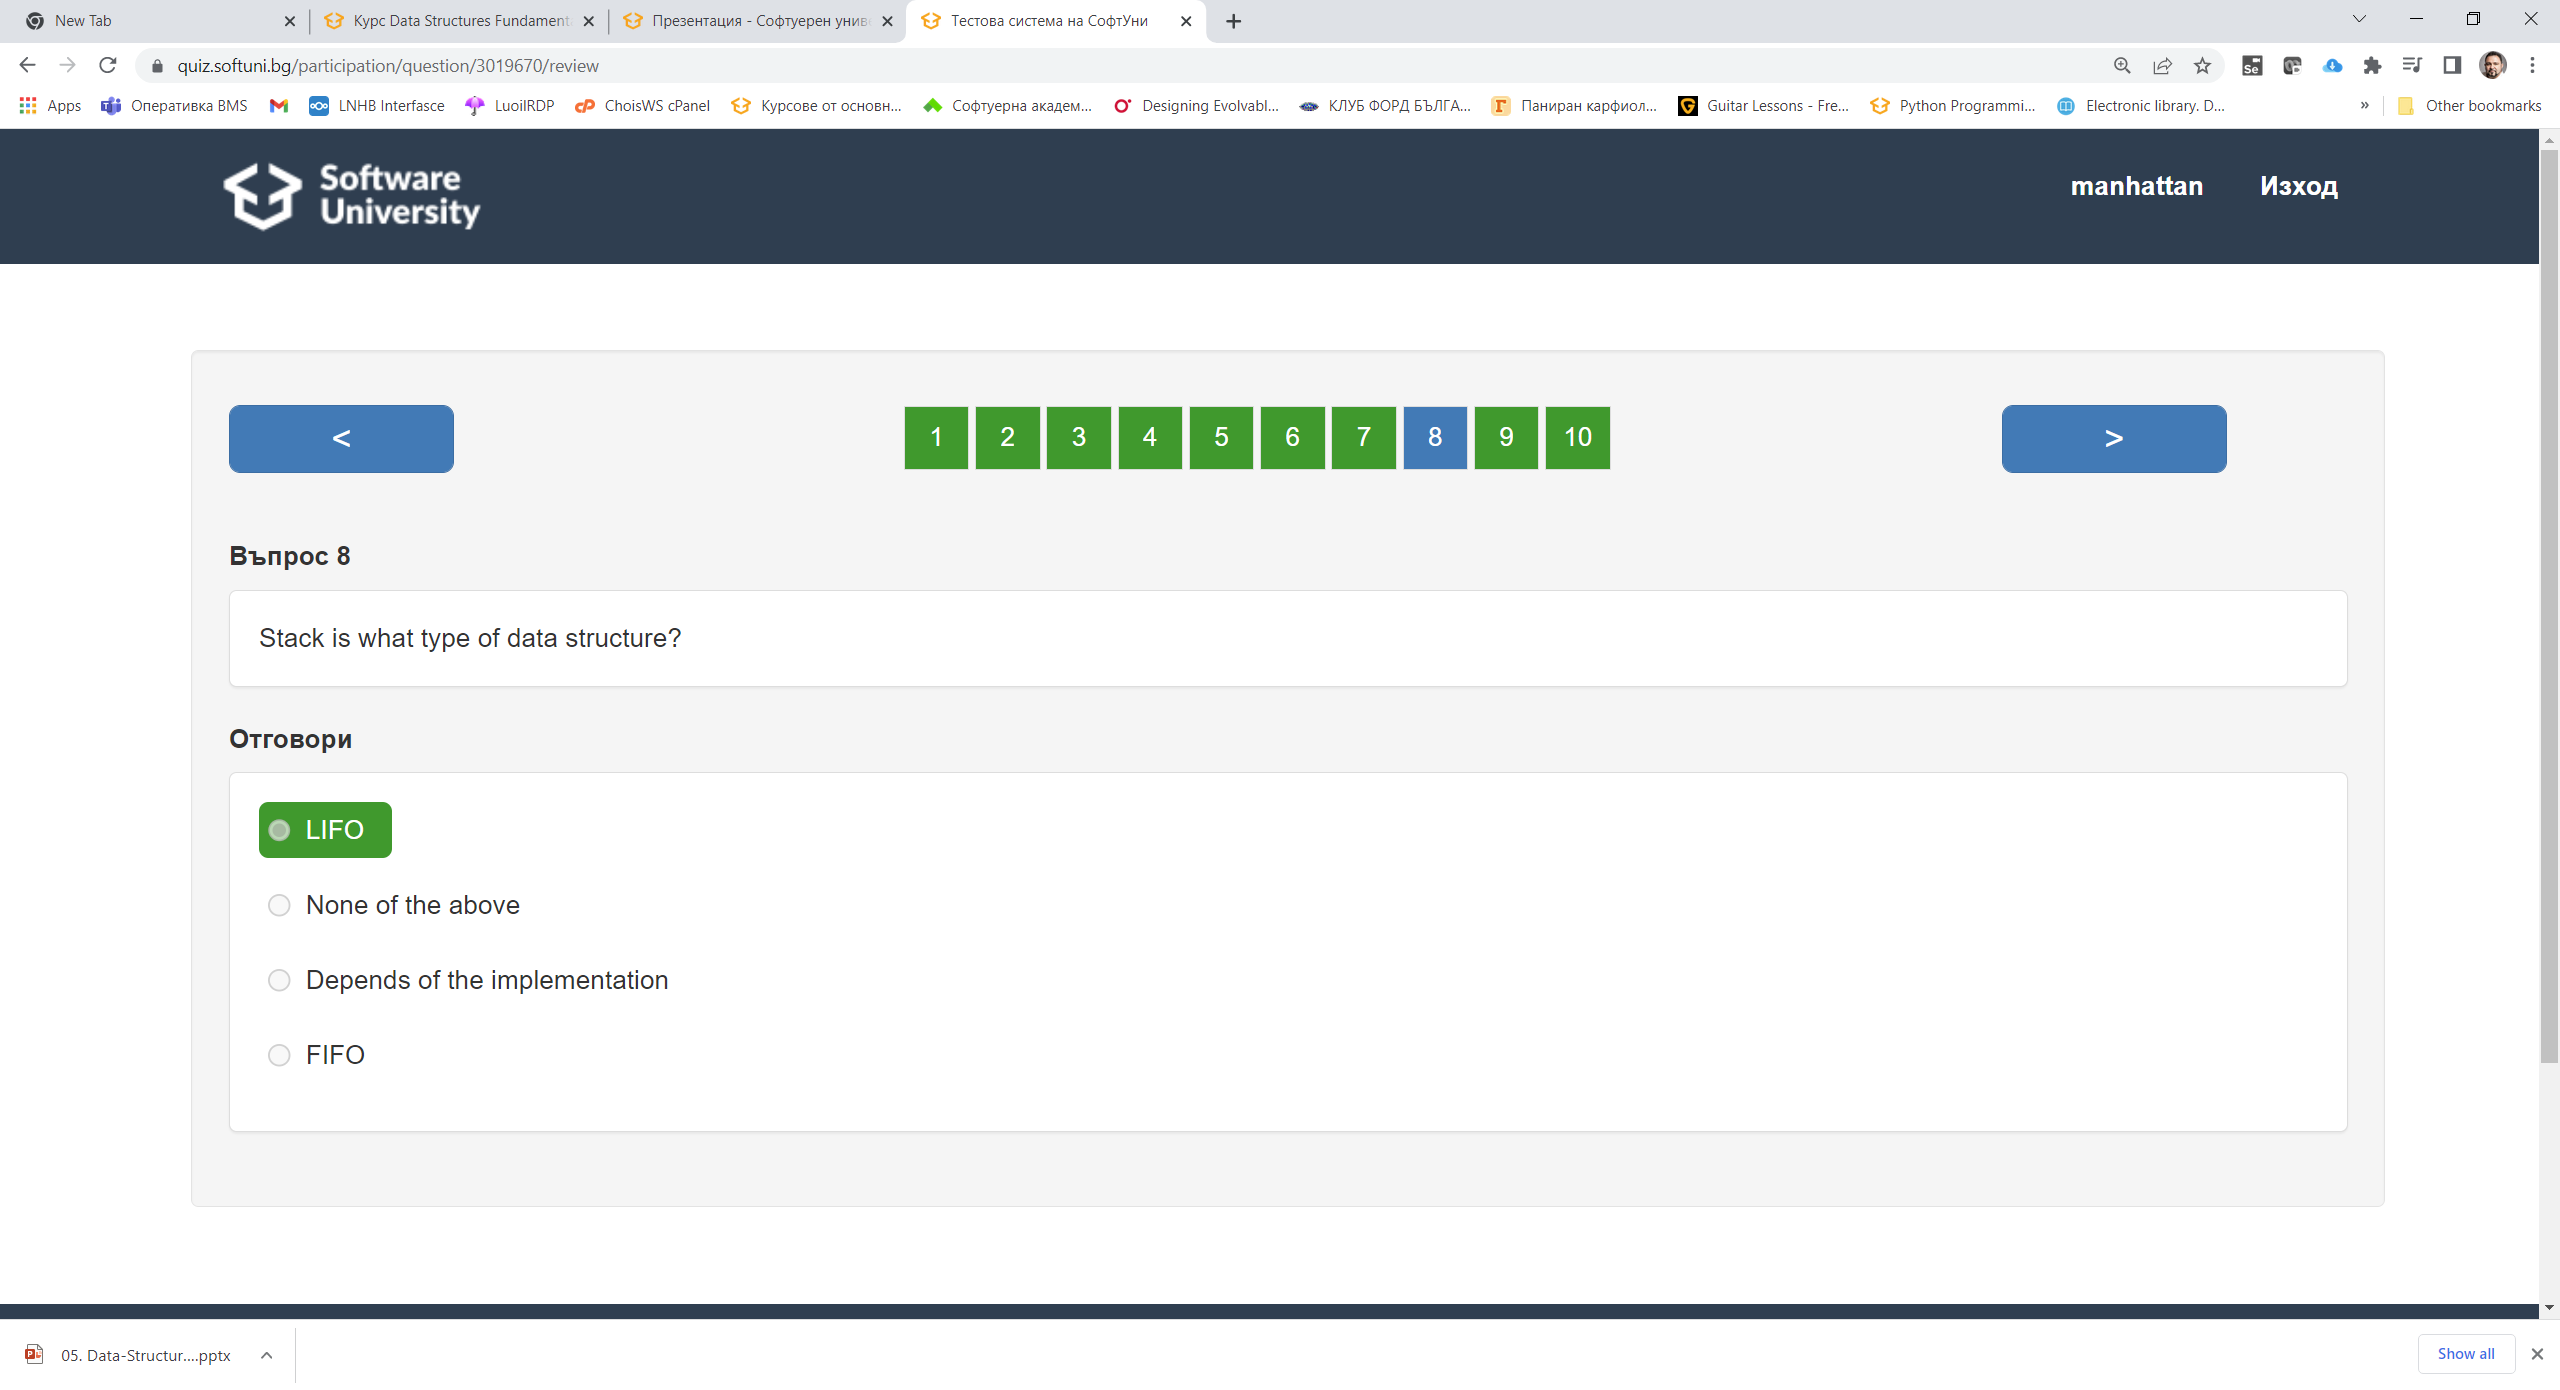 New Tab
Курс Data Structures Fundament
Презентация - Софтуерен униве
Тестова система на СофтУни
quiz.softuni.bg/participation/question/3019670/review
Apps
Оперативка BMS
LNHB Interfasce
LuoilRDP
ChoisWS cPanel
Курсове от основн...
Софтуерна академ...
Designing Evolvabl...
КЛУБ ФОРД БЪЛГА...
Паниран карфиол...
Guitar Lessons - Fre...
Python Programmi...
Electronic library. D...
»
Other bookmarks
Software
University
manhattan
Изход
<
1
2
3
4
5
6
7
8
9
10
>
Въпрос 8
Stack is what type of data structure?
Отговори
LIFO
None of the above
Depends of the implementation
FIFO
05. Data-Structur....pptx
Show all